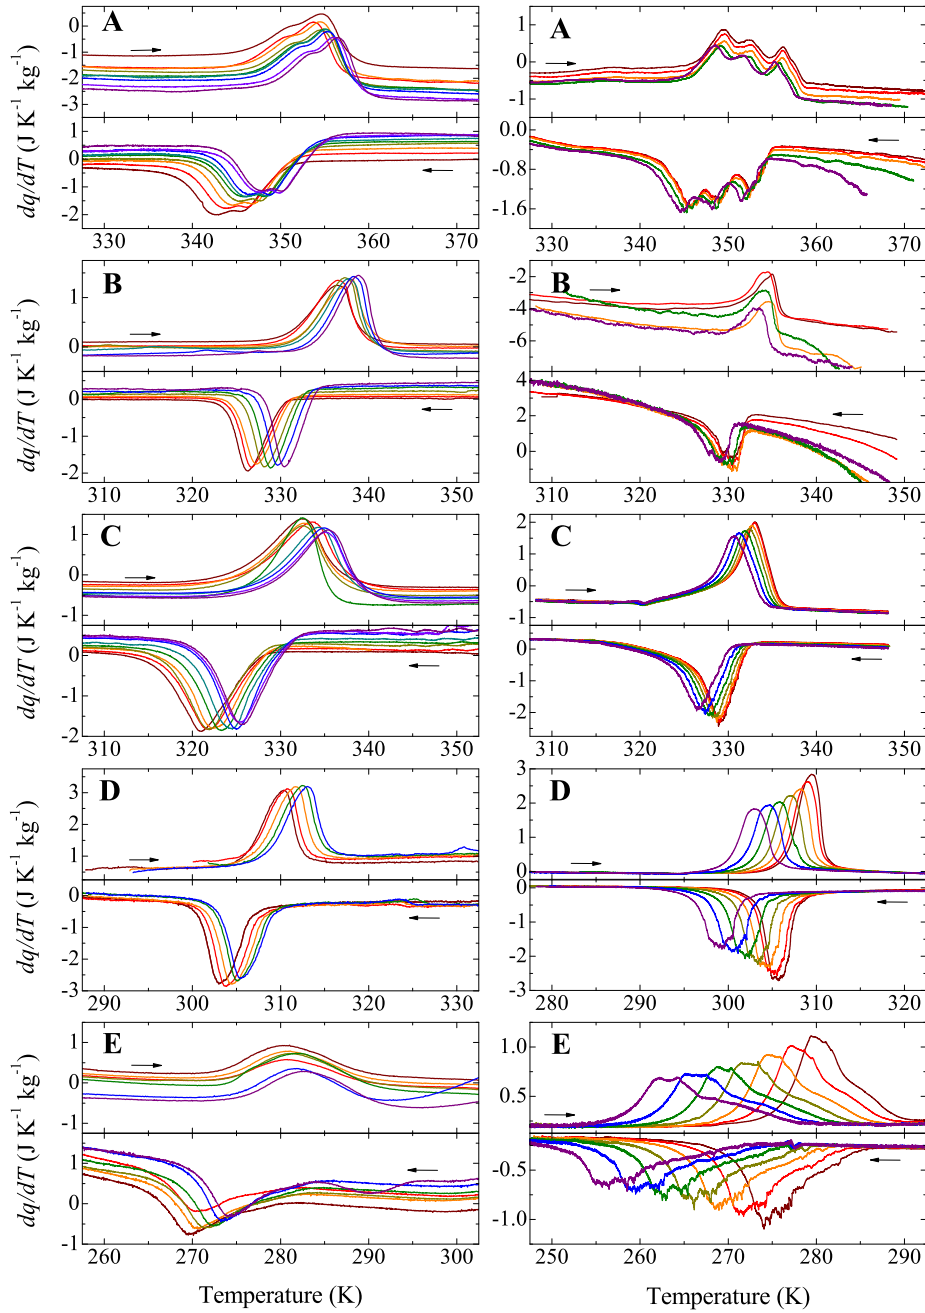 dq/dT (J K⁻¹ kg⁻¹)
A
0
-1
-2
-3
1
0
-1
-2
330 340 350 360 370
A
1
0
-1
0.0
-0.8
-1.6
330 340 350 360 370
dq/dT (J K⁻¹ kg⁻¹)
B
1
0
0
-1
-2
310 320 330 340 350
B
-2
-4
-6
4
2
0
310 320 330 340 350
dq/dT (J K⁻¹ kg⁻¹)
C
1
0
-1
0
-1
-2
310 320 330 340 350
C
2
1
0
-1
0
-1
-2
310 320 330 340 350
dq/dT (J K⁻¹ kg⁻¹)
D
3
2
1
0
-1
-2
-3
290 300 310 320 330
D
3
2
1
0
0
-1
-2
-3
280 290 300 310 320
dq/dT (J K⁻¹ kg⁻¹)
E
1
0
-1
1
0
-1
260 270 280 290 300
Temperature (K)
E
1.0
0.5
-0.5
-1.0
250 260 270 280 290
Temperature (K)